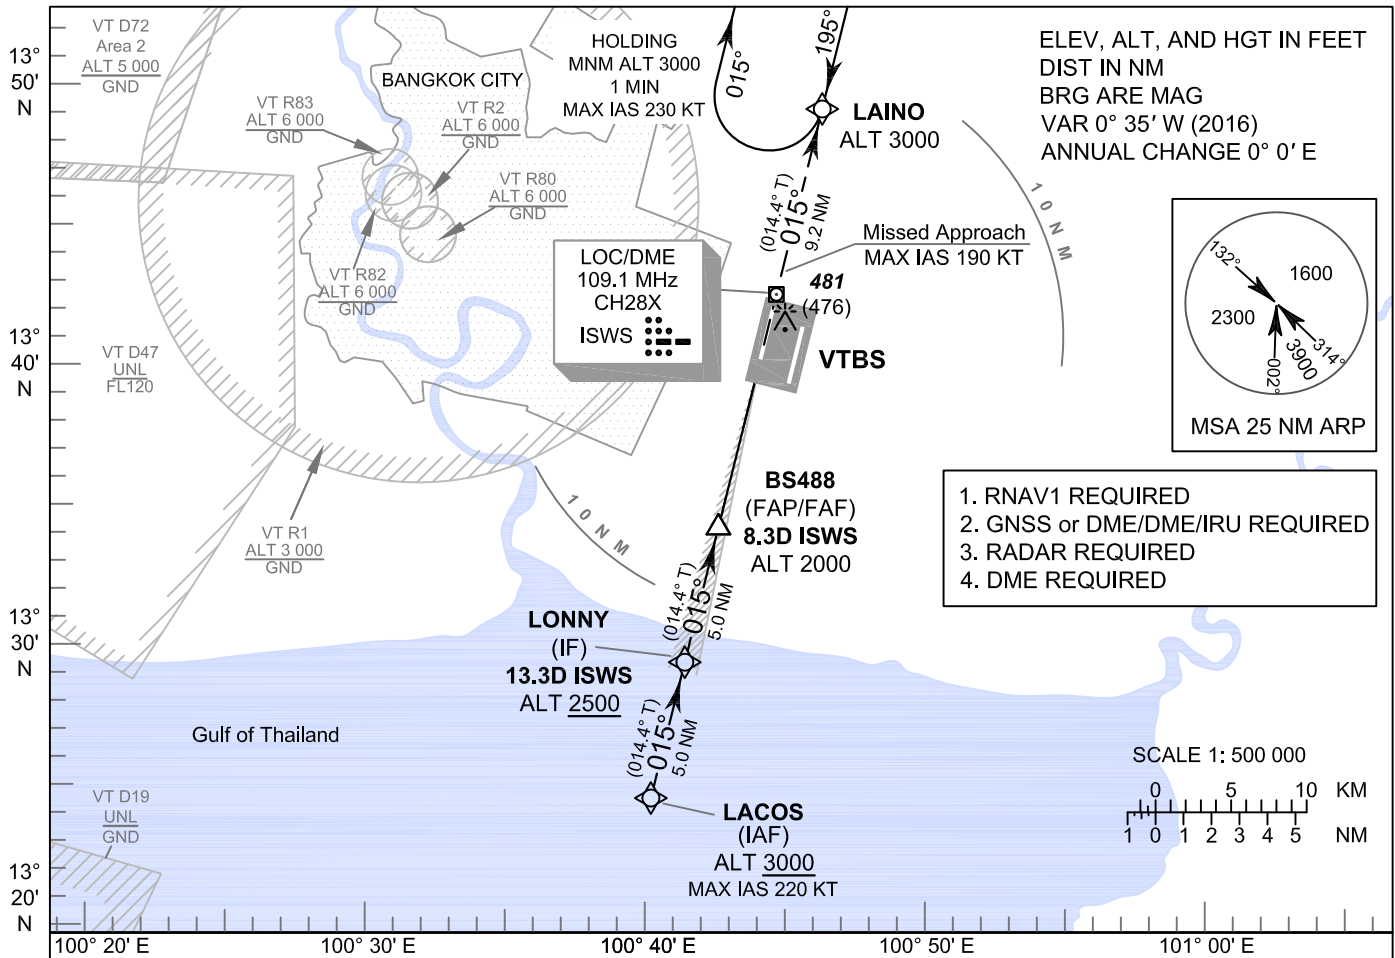 VT D72
Area 2
ALT 5 000
GND
13°
50'
N
BANGKOK CITY
VT R83
ALT 6 000
GND
VT R2
ALT 6 000
GND
VT R80
ALT 6 000
GND
VT R82
ALT 6 000
GND
HOLDING
MNM ALT 3000
1 MIN
MAX IAS 230 KT
015°
195°
LAINO
ALT 3000
ELEV, ALT, AND HGT IN FEET
DIST IN NM
BRG ARE MAG
VAR 0° 35' W (2016)
ANNUAL CHANGE 0° 0' E
10 NM
(014.4° T)
015°
9.2 NM
Missed Approach
MAX IAS 190 KT
LOC/DME
109.1 MHz
CH28X
ISWS
481
(476)
VTBS
132°
1600
2300
3900
314°
002°
MSA 25 NM ARP
13°
40'
N
VT D47
UNL
FL120
VT R1
ALT 3 000
GND
10 NM
BS488
(FAP/FAF)
8.3D ISWS
ALT 2000
1. RNAV1 REQUIRED
2. GNSS or DME/DME/IRU REQUIRED
3. RADAR REQUIRED
4. DME REQUIRED
(014.4° T)
015°
5.0 NM
13°
30'
N
LONNY
(IF)
13.3D ISWS
ALT 2500
(014.4° T)
015°
5.0 NM
Gulf of Thailand
LACOS
(IAF)
ALT 3000
MAX IAS 220 KT
SCALE 1: 500 000
0 5 10 KM
1 0 1 2 3 4 5 NM
VT D19
UNL
GND
13°
20'
N
100° 20' E
100° 30' E
100° 40' E
100° 50' E
101° 00' E